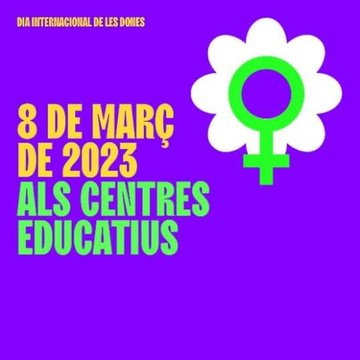 DIA INTERNACIONAL DE LES DONES
8 DE MARÇ
DE 2023
ALS CENTRES
EDUCATIUS